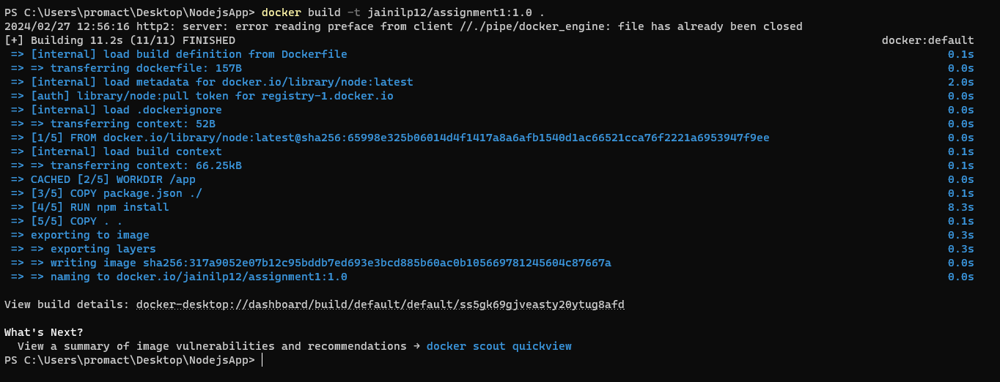 PS C:\Users\promact\Desktop\NodejsApp> docker build -t jainilp12/assignment1:1.0 .
2024/02/27 12:56:16 http2: server: error reading preface from client //./pipe/docker_engine: file has already been closed
[+] Building 11.2s (11/11) FINISHED docker:default
=> [internal] load build definition from Dockerfile 0.1s
=> => transferring dockerfile: 157B 0.0s
=> [internal] load metadata for docker.io/library/node:latest 2.0s
=> [auth] library/node:pull token for registry-1.docker.io 0.0s
=> [internal] load .dockerignore 0.0s
=> => transferring context: 52B 0.0s
=> [1/5] FROM docker.io/library/node:latest@sha256:65998e325b06014d4f1417a8a6afb1540d1ac66521cca76f2221a6953947f9ee 0.0s
=> [internal] load build context 0.1s
=> => transferring context: 66.25kB 0.1s
=> CACHED [2/5] WORKDIR /app 0.0s
=> [3/5] COPY package.json ./ 0.1s
=> [4/5] RUN npm install 8.3s
=> [5/5] COPY . . 0.1s
=> exporting to image 0.3s
=> => exporting layers 0.3s
=> => writing image sha256:317a9052e07b12c95bddb7ed693e3bcd885b60ac0b105669781245604c87667a 0.0s
=> => naming to docker.io/jainilp12/assignment1:1.0 0.0s
View build details: docker-desktop://dashboard/build/default/default/ss5gk69gjveasty20ytug8afd
What's Next?
View a summary of image vulnerabilities and recommendations → docker scout quickview
PS C:\Users\promact\Desktop\NodejsApp>